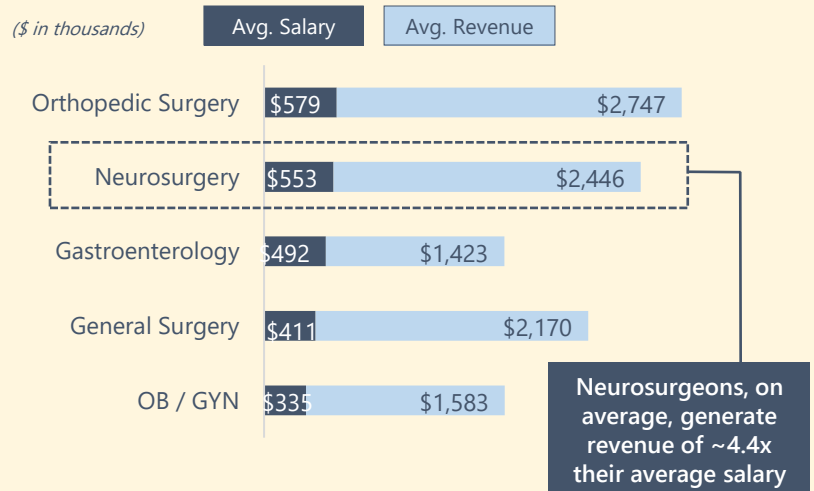 ($ in thousands)
Avg. Salary
Avg. Revenue
Orthopedic Surgery $579 $2,747
Neurosurgery $553 $2,446
Gastroenterology $492 $1,423
General Surgery $411 $2,170
OB / GYN $335 $1,583
Neurosurgeons, on
average, generate
revenue of ~4.4x
their average salary